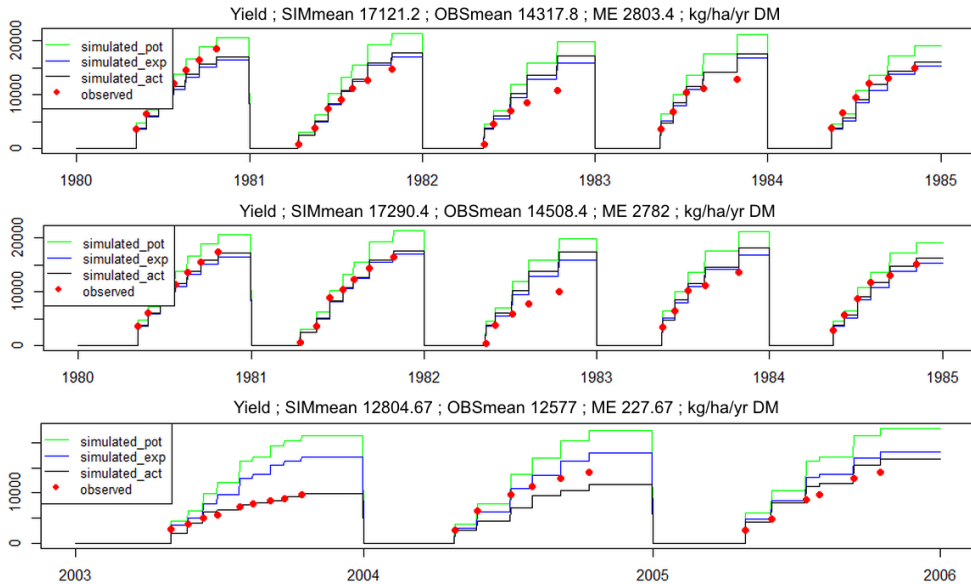 Yield ; SIMmean 17121.2 ; OBSmean 14317.8 ; ME 2803.4 ; kg/ha/yr DM
20000
10000
0
simulated_pot
simulated_exp
simulated_act
observed
1980 1981 1982 1983 1984 1985
Yield ; SIMmean 17290.4 ; OBSmean 14508.4 ; ME 2782 ; kg/ha/yr DM
20000
10000
0
simulated_pot
simulated_exp
simulated_act
observed
1980 1981 1982 1983 1984 1985
Yield ; SIMmean 12804.67 ; OBSmean 12577 ; ME 227.67 ; kg/ha/yr DM
10000
0
simulated_pot
simulated_exp
simulated_act
observed
2003 2004 2005 2006